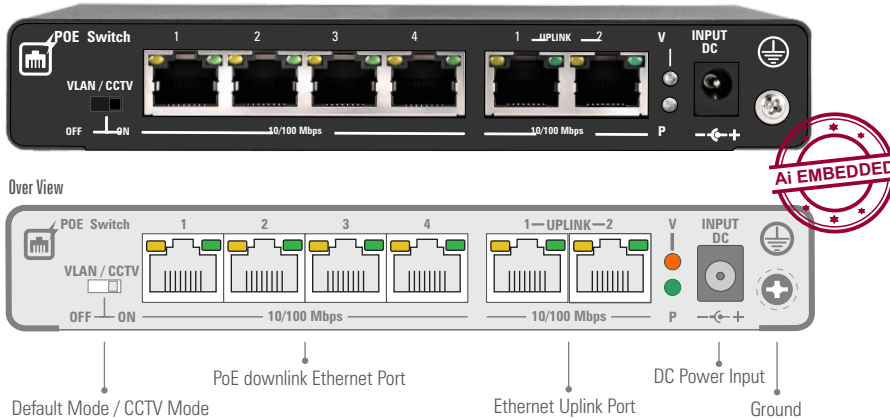 POE Switch 1 2 3 4 1 UPLINK 2 V INPUT DC
VLAN / CCTV
OFF ON 10/100 Mbps 10/100 Mbps P - +
Ai EMBEDDED
Over View
POE Switch 1 2 3 4 1 UPLINK 2 V INPUT DC
VLAN / CCTV
OFF ON 10/100 Mbps 10/100 Mbps P - +
PoE downlink Ethernet Port
DC Power Input
Default Mode / CCTV Mode
Ethernet Uplink Port
Ground